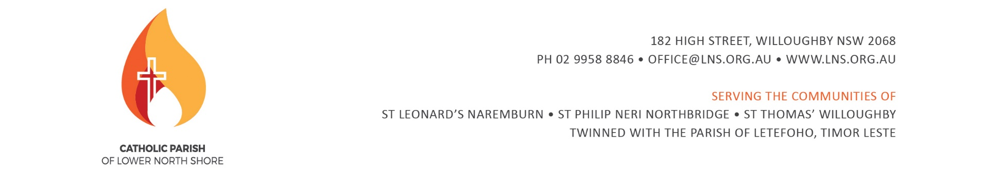 182 HIGH STREET, WILLOUGHBY NSW 2068
PH 02 9958 8846 • OFFICE@LNS.ORG.AU • WWW.LNS.ORG.AU
SERVING THE COMMUNITIES OF
ST LEONARD’S NAREMBURN • ST PHILIP NERI NORTHBRIDGE • ST THOMAS’ WILLOUGHBY
TWINNED WITH THE PARISH OF LETEFOHO, TIMOR LESTE
CATHOLIC PARISH
OF LOWER NORTH SHORE